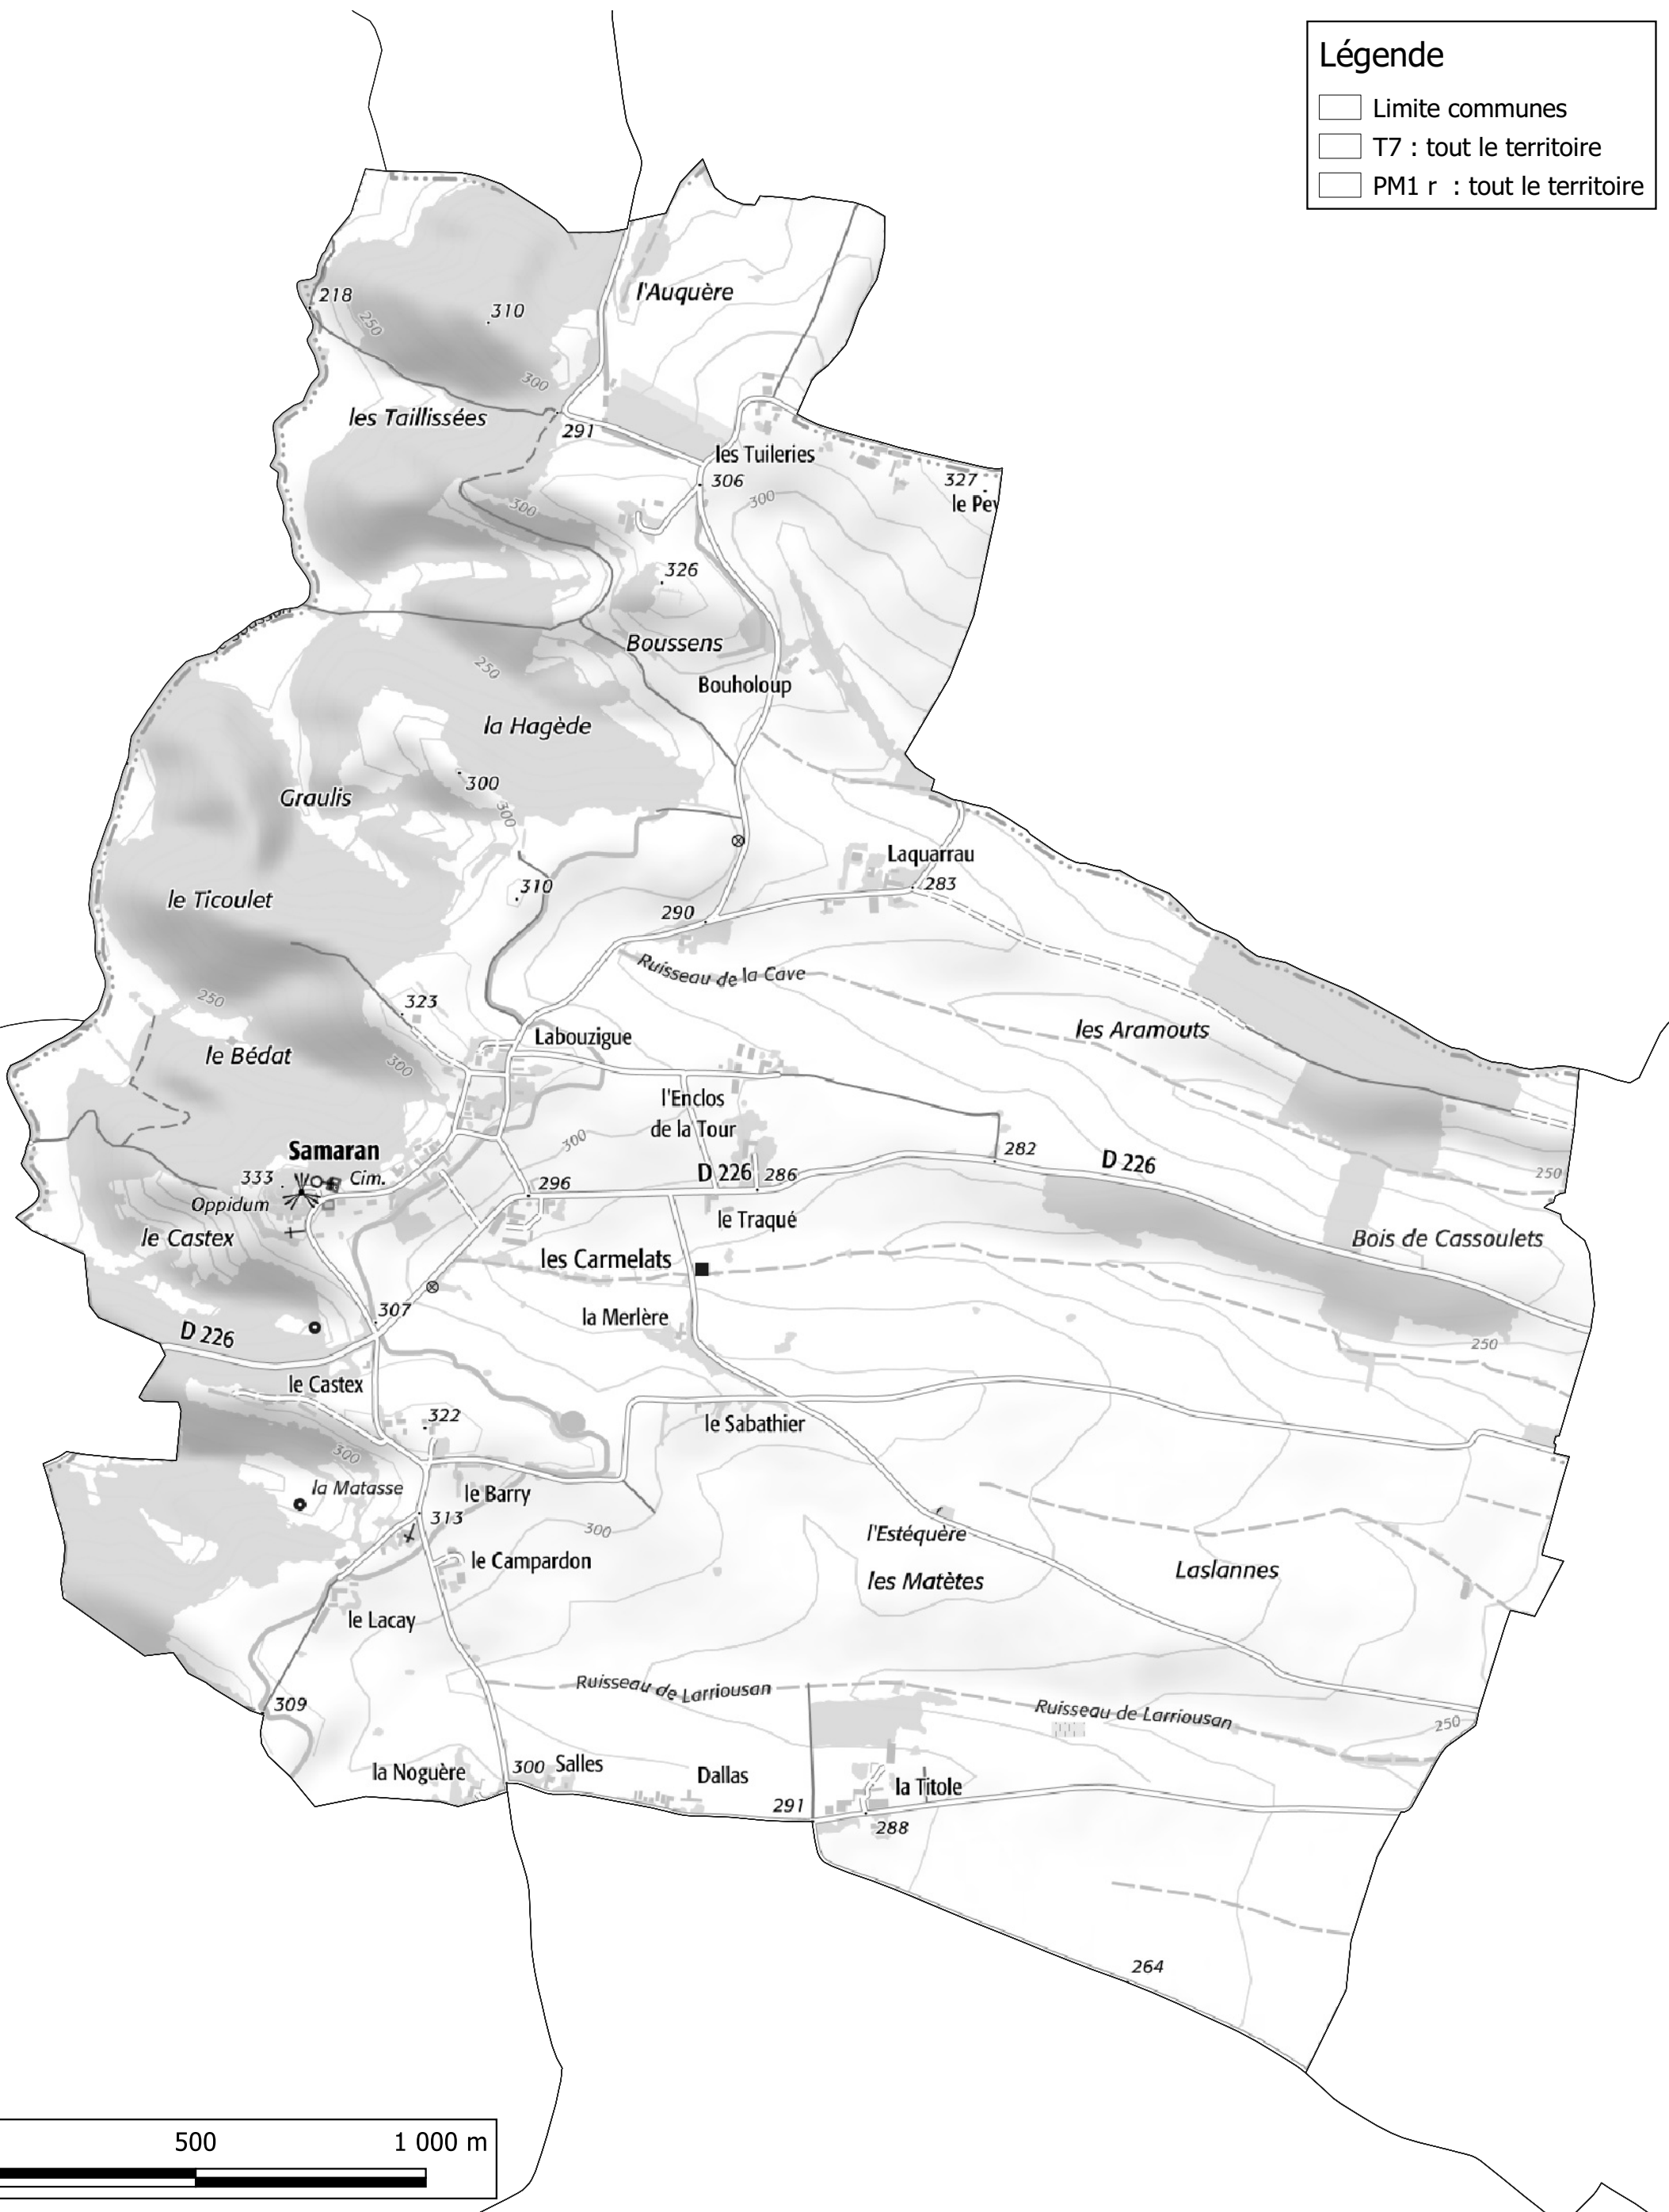 Légende
Limite communes
T7 : tout le territoire
PM1 r : tout le territoire
218
310
250
l'Auquère
300
les Taillissées
291
les Tuileries
306
300
327
le Pey
300
326
Boussens
250
Bouholoup
la Hagède
300
Graulis
300
Laquarrau
310
283
le Ticoulet
290
Ruisseau de la Cave
250
323
Labouzigue
les Aramouts
le Bédat
300
l'Enclos
de la Tour
300
Samaran
282
D 226
333
Cim.
296
D 226
286
250
Oppidum
le Traqué
le Castex
Bois de Cassoulets
les Carmelats
307
la Merlère
D 226
250
le Castex
322
le Sabathier
300
la Matasse
le Barry
313
300
l'Estéquère
le Campardon
Laslannes
les Matètes
le Lacay
Ruisseau de Larriousan
309
Ruisseau de Larriousan
250
la Noguère
300
Salles
Dallas
la Titole
291
288
264
500
1 000 m